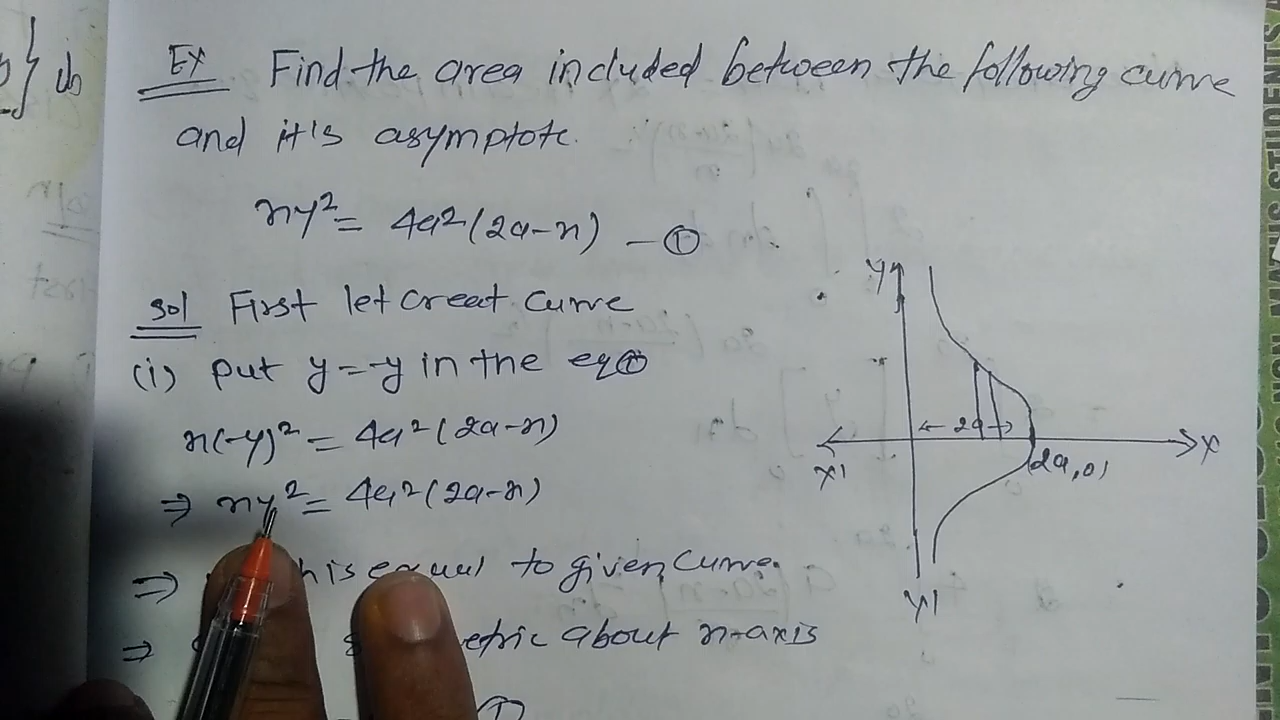 Ex Find the area included between the following curve
and it's asymptote.
xy² = 4a²(2a-x) — ①
Sol First let Creat Curve
(i) put y=-y in the eq①
x(-y)² = 4a²(2a-x)
⇒ xy² = 4a²(2a-x)
⇒ equal to given curve.
⇒ about x-axis
Y
2a
X' X
(2a,0)
Y'